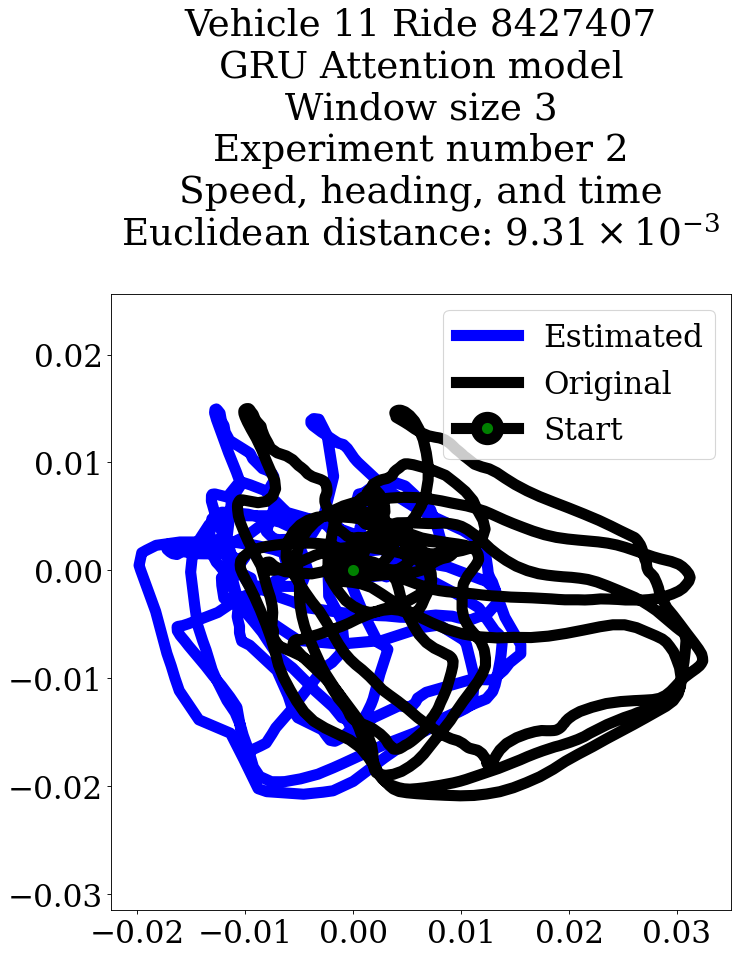 Vehicle 11 Ride 8427407
GRU Attention model
Window size 3
Experiment number 2
Speed, heading, and time
Euclidean distance: 9.31 × 10⁻³
Estimated
Original
Start
0.02
0.01
0.00
−0.01
−0.02
−0.03
−0.02 −0.01 0.00 0.01 0.02 0.03